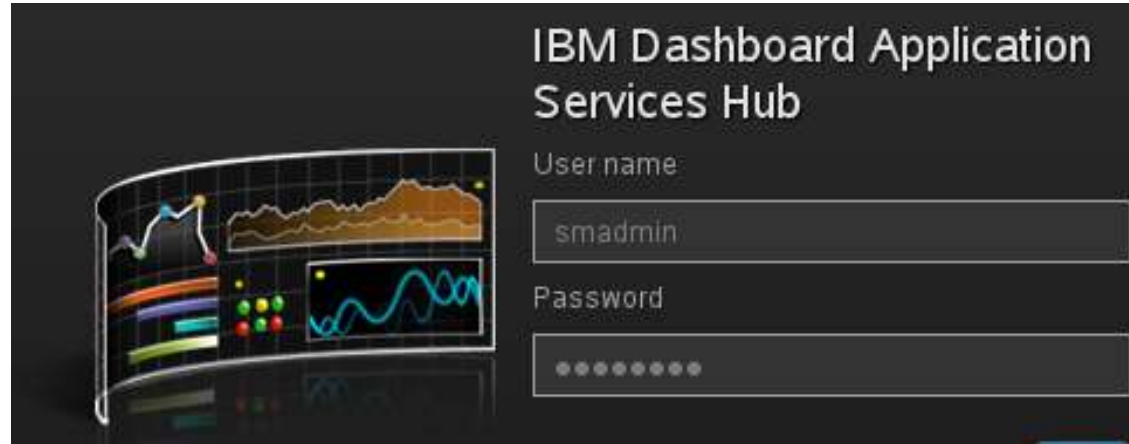 IBM Dashboard Application
Services Hub
User name
smadmin
Password
●●●●●●●●